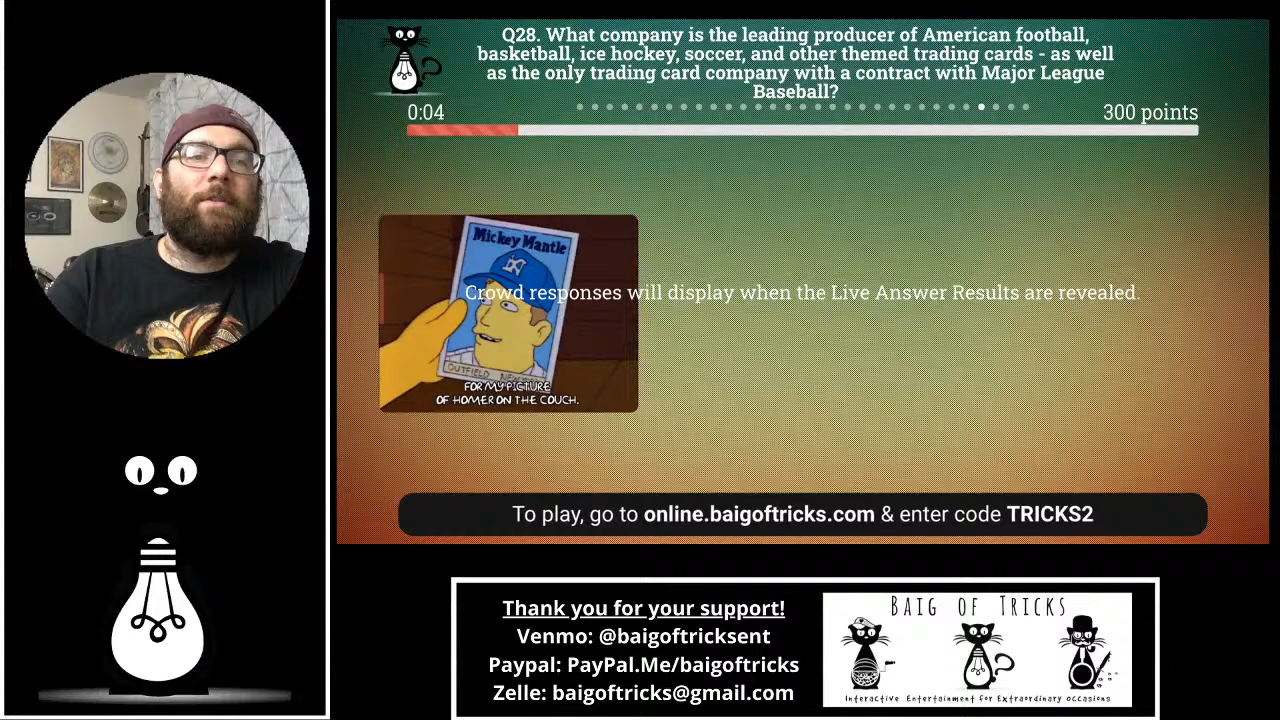 Q28. What company is the leading producer of American football,
basketball, ice hockey, soccer, and other themed trading cards - as well
as the only trading card company with a contract with Major League
Baseball?
0:04
300 points
Mickey Mantle
Crowd responses will display when the Live Answer Results are revealed.
OUTFIELD
FOR MY PICTURE
OF HOMER ON THE COUCH.
To play, go to online.baigoftricks.com & enter code TRICKS2
Thank you for your support!
Venmo: @baigoftricksent
Paypal: PayPal.Me/baigoftricks
Zelle: baigoftricks@gmail.com
BAIG OF TRICKS
Interactive Entertainment for Extraordinary occasions